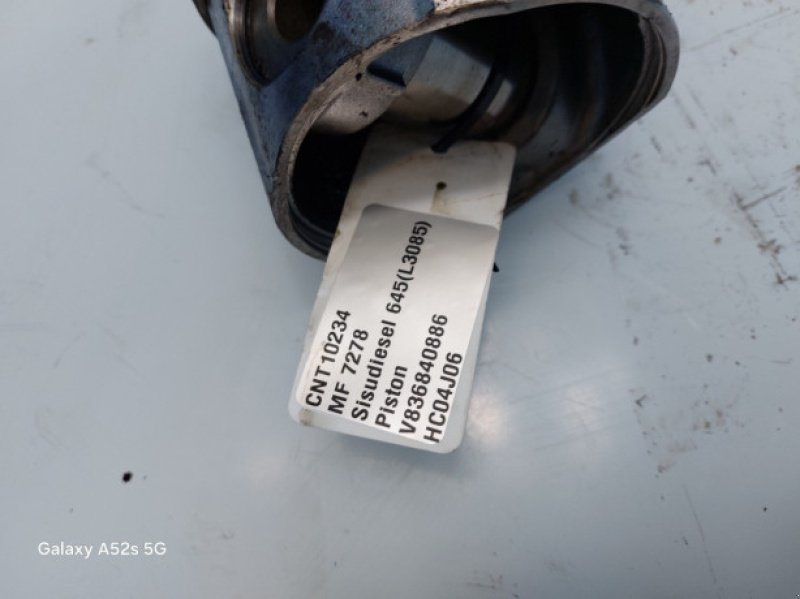 CNT10234
MF 7278
Sisudiesel 645(L3085)
Piston
V836840886
HC04J06
Galaxy A52s 5G